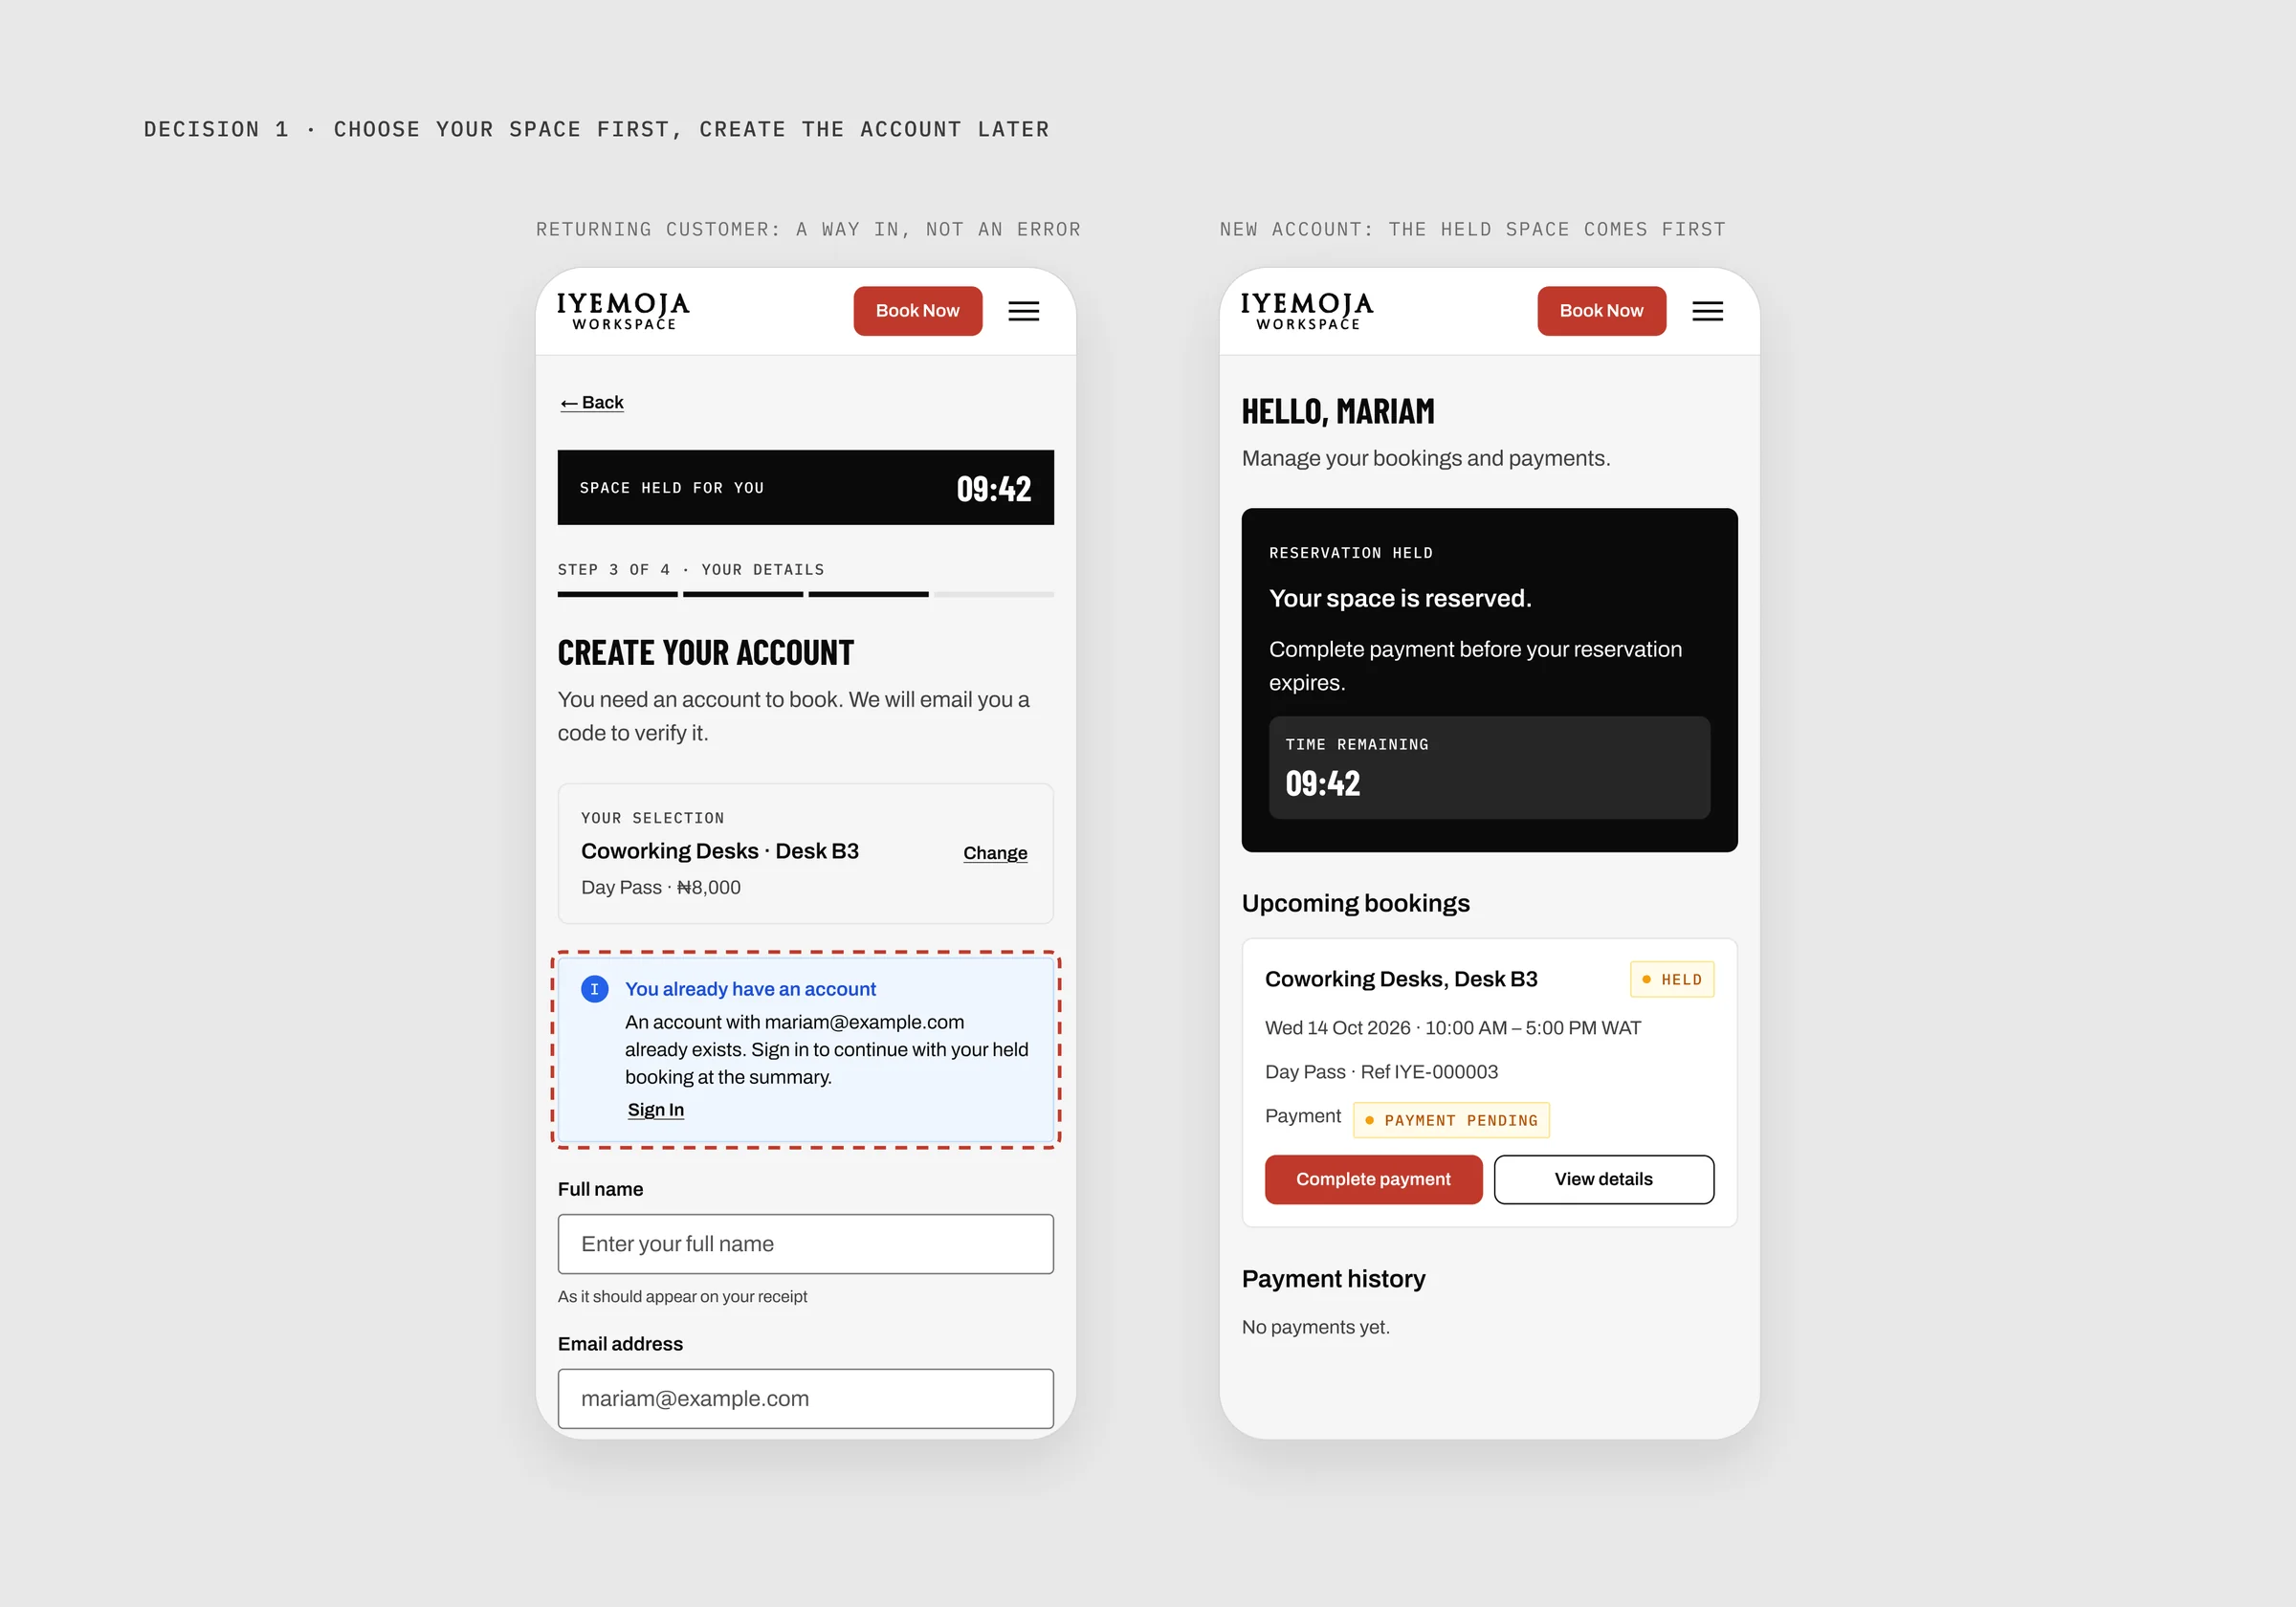 DECISION 1 · CHOOSE YOUR SPACE FIRST, CREATE THE ACCOUNT LATER
RETURNING CUSTOMER: A WAY IN, NOT AN ERROR
IYEMOJA
WORKSPACE
Book Now
← Back
SPACE HELD FOR YOU
09:42
STEP 3 OF 4 · YOUR DETAILS
CREATE YOUR ACCOUNT
You need an account to book. We will email you a
code to verify it.
YOUR SELECTION
Coworking Desks · Desk B3
Change
Day Pass · ₦8,000
I
You already have an account
An account with mariam@example.com
already exists. Sign in to continue with your held
booking at the summary.
Sign In
Full name
Enter your full name
As it should appear on your receipt
Email address
mariam@example.com
NEW ACCOUNT: THE HELD SPACE COMES FIRST
IYEMOJA
WORKSPACE
Book Now
HELLO, MARIAM
Manage your bookings and payments.
RESERVATION HELD
Your space is reserved.
Complete payment before your reservation
expires.
TIME REMAINING
09:42
Upcoming bookings
Coworking Desks, Desk B3
HELD
Wed 14 Oct 2026 · 10:00 AM – 5:00 PM WAT
Day Pass · Ref IYE-000003
Payment
PAYMENT PENDING
Complete payment
View details
Payment history
No payments yet.